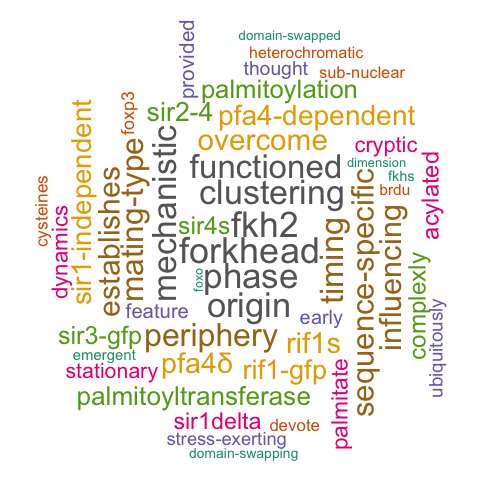 domain-swapped
heterochromatic
thought
sub-nuclear
provided
palmitoylation
foxp3
sir2-4
pfa4-dependent
overcome
cryptic
functioned
dimension
clustering
fkhs
brdu
acylated
cysteines
dynamics
sir1-independent
establishes
mating-type
mechanistic
sir4s
fkh2
forkhead
foxo
phase
origin
timing
sequence-specific
influencing
complexly
ubiquitously
feature
early
sir3-gfp
periphery
rif1s
emergent
stationary
pfa4δ
rif1-gfp
palmitate
palmitoyltransferase
sir1delta
devote
stress-exerting
domain-swapping